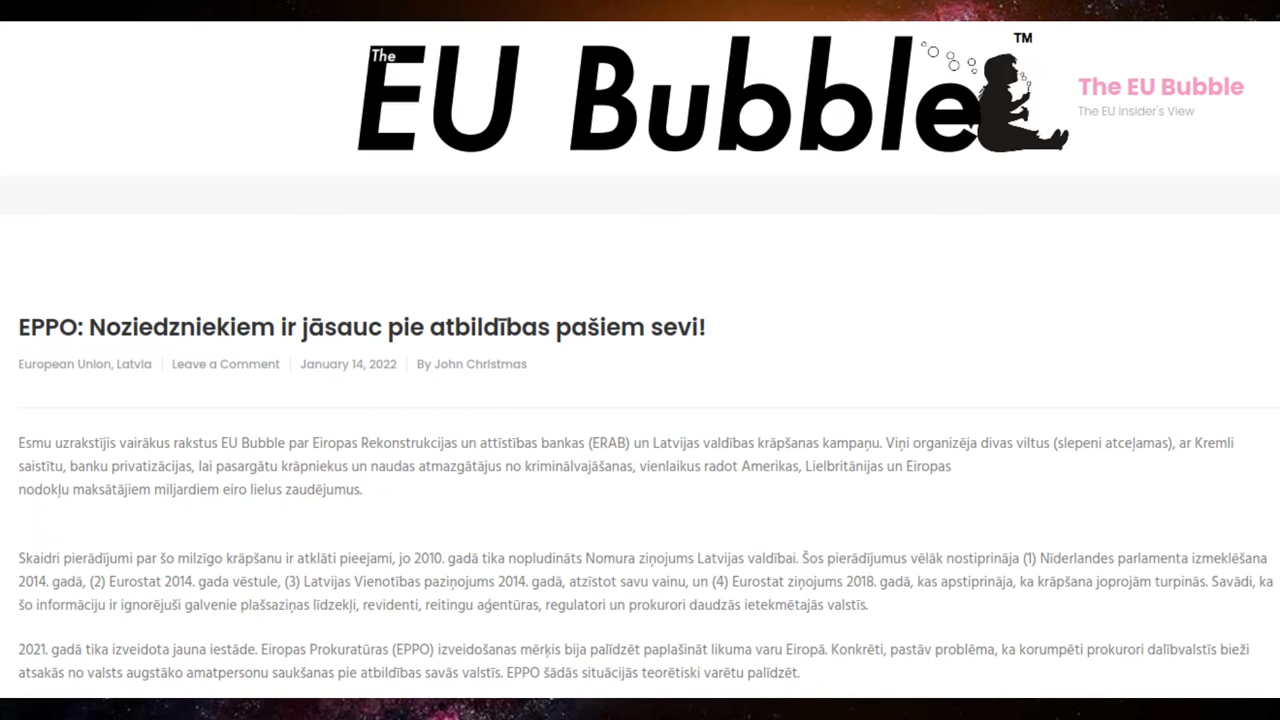 The
EU Bubble
TM
The EU Bubble
The EU Insider's View
EPPO: Noziedzniekiem ir jāsauc pie atbildības pašiem sevi!
European Union, Latvia
Leave a Comment
January 14, 2022
By John Christmas
Esmu uzrakstījis vairākus rakstus EU Bubble par Eiropas Rekonstrukcijas un attīstības bankas (ERAB) un Latvijas valdības krāpšanas kampaņu. Viņi organizēja divas viltus (slepeni atceļamas), ar Kremli
saistītu, banku privatizācijas, lai pasargātu krāpniekus un naudas atmazgātājus no kriminālvajāšanas, vienlaikus radot Amerikas, Lielbritānijas un Eiropas
nodokļu maksātājiem miljardiem eiro lielus zaudējumus.
Skaidri pierādījumi par šo milzīgo krāpšanu ir atklāti pieejami, jo 2010. gadā tika nopludināts Nomura ziņojums Latvijas valdībai. Šos pierādījumus vēlāk nostiprināja (1) Nīderlandes parlamenta izmeklēšana
2014. gadā, (2) Eurostat 2014. gada vēstule, (3) Latvijas Vienotības paziņojums 2014. gadā, atzīstot savu vainu, un (4) Eurostat ziņojums 2018. gadā, kas apstiprināja, ka krāpšana joprojām turpinās. Savādi, ka
šo informāciju ir ignorējuši galvenie plašsaziņas līdzekļi, revidenti, reitingu aģentūras, regulatori un prokurori daudzās ietekmētajās valstīs.
2021. gadā tika izveidota jauna iestāde. Eiropas Prokuratūras (EPPO) izveidošanas mērķis bija palīdzēt paplašināt likuma varu Eiropā. Konkrēti, pastāv problēma, ka korumpēti prokurori dalībvalstīs bieži
atsakās no valsts augstāko amatpersonu saukšanas pie atbildības savās valstīs. EPPO šādās situācijās teorētiski varētu palīdzēt.